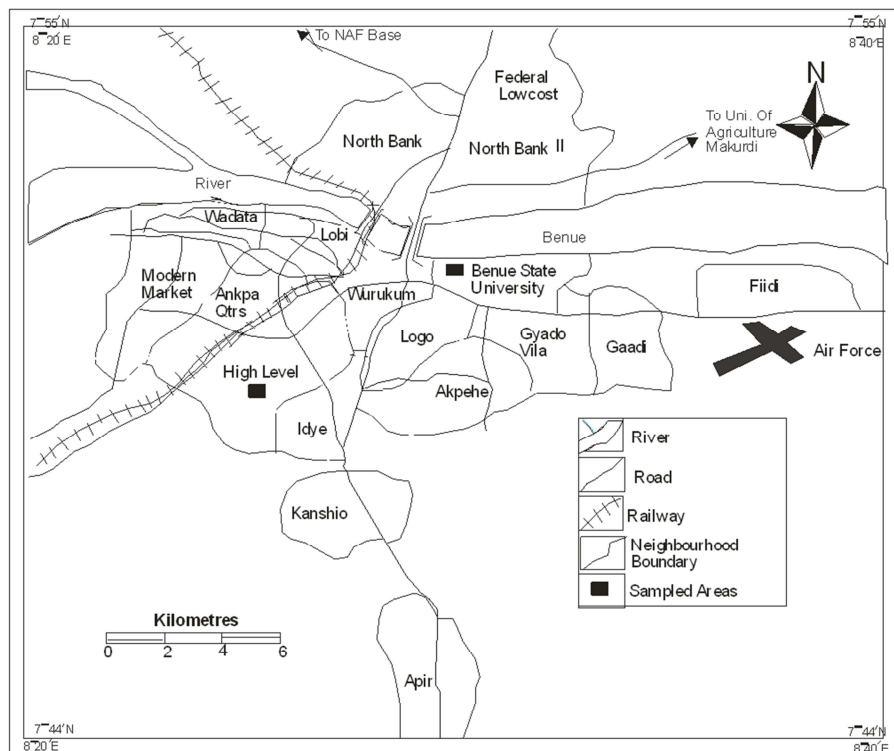 7° 55′ N
8° 20′ E
7° 55′ N
8° 40′ E
To NAF Base
Federal
Lowcost
N
To Uni. Of
Agriculture
Makurdi
North Bank
North Bank II
River
Wadata
Lobi
Benue
Modern
Market
Ankpa
Qtrs
Wurukum
Benue State
University
Fiidi
Logo
Gyado
Vila
Gaadi
Air Force
High Level
Akpehe
Idye
Kanshio
Apir
River
Road
Railway
Neighbourhood
Boundary
Sampled Areas
Kilometres
0 2 4 6
7° 44′ N
8° 20′ E
7° 44′ N
8° 40′ E